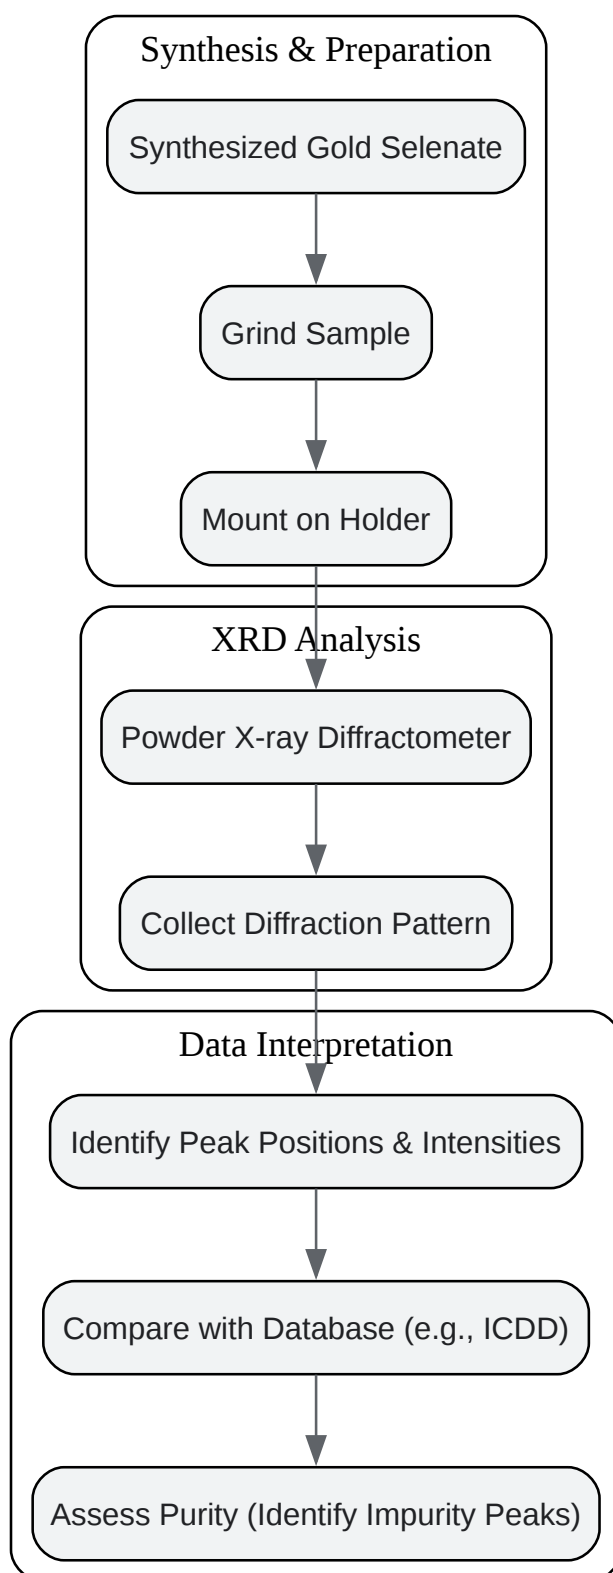 Synthesis & Preparation
Synthesized Gold Selenate
Grind Sample
Mount on Holder
XRD Analysis
Powder X-ray Diffractometer
Collect Diffraction Pattern
Data Interpretation
Identify Peak Positions & Intensities
Compare with Database (e.g., ICDD)
Assess Purity (Identify Impurity Peaks)